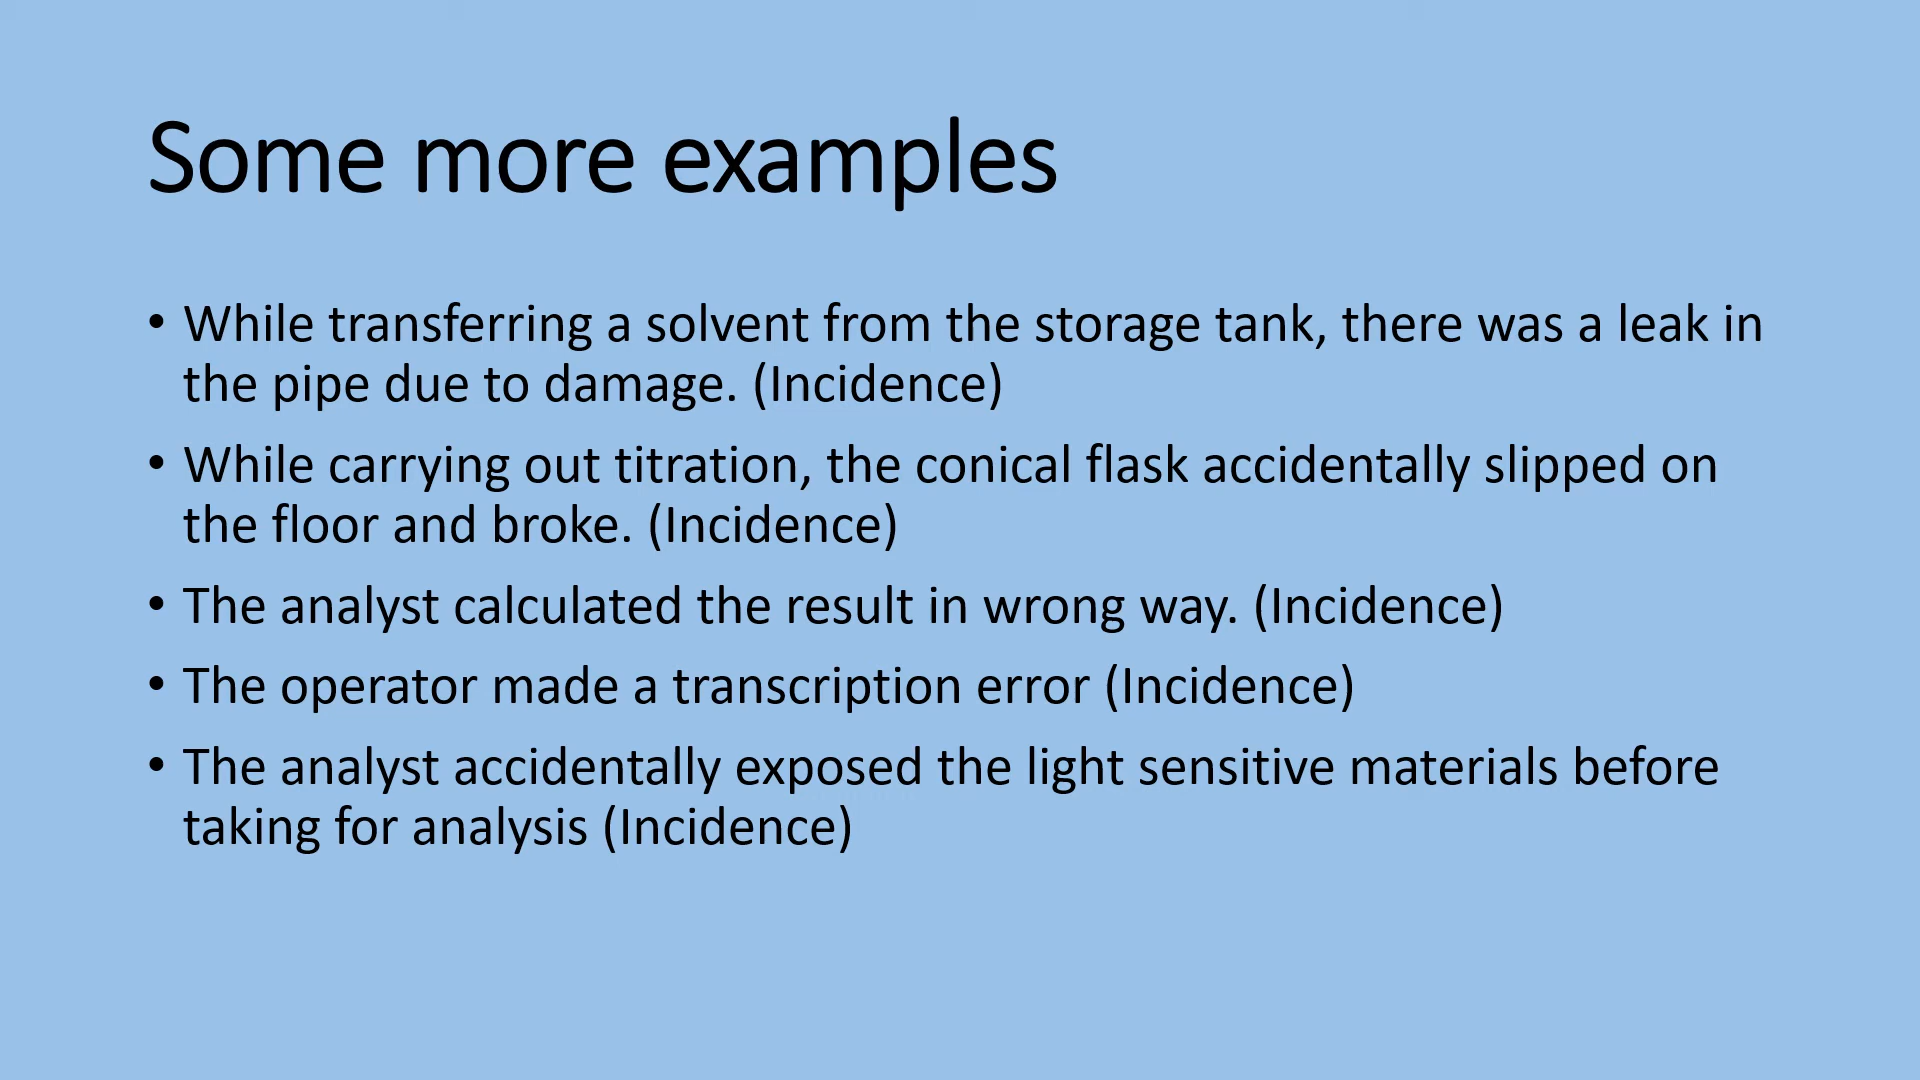 Some more examples
• While transferring a solvent from the storage tank, there was a leak in
the pipe due to damage. (Incidence)
• While carrying out titration, the conical flask accidentally slipped on
the floor and broke. (Incidence)
• The analyst calculated the result in wrong way. (Incidence)
• The operator made a transcription error (Incidence)
• The analyst accidentally exposed the light sensitive materials before
taking for analysis (Incidence)